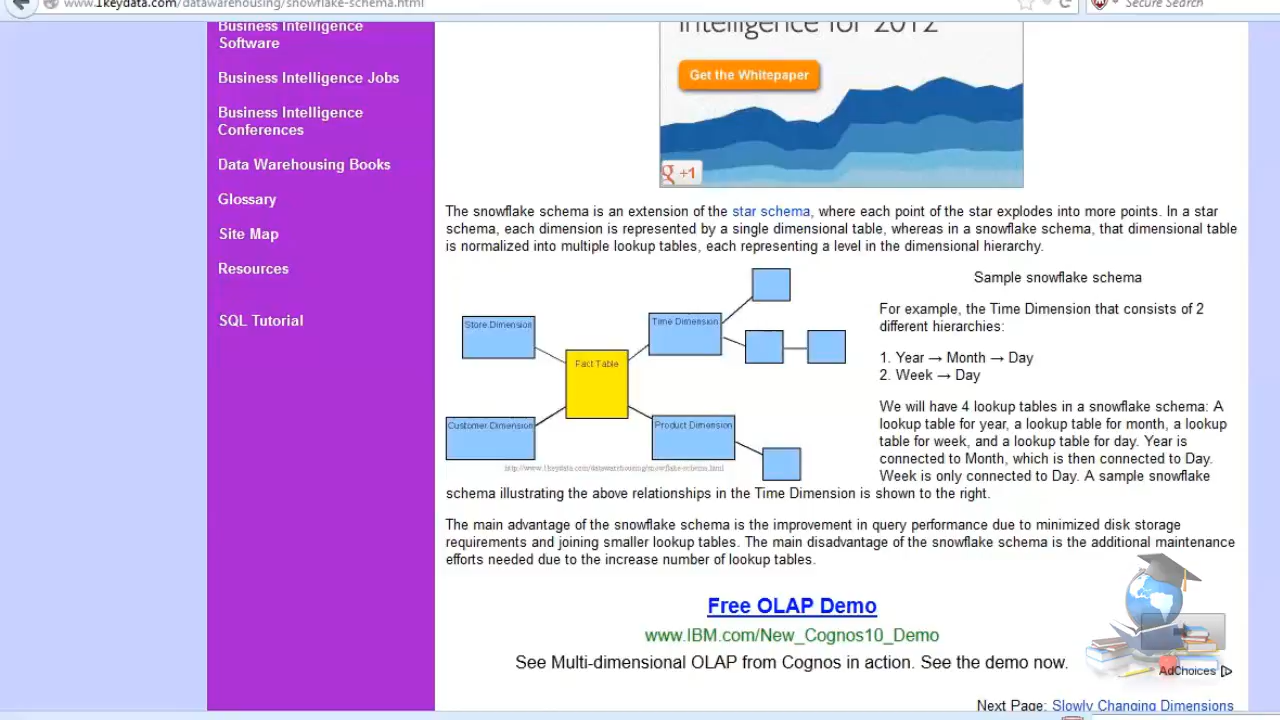 www.1keydata.com/datawarehousing/snowflake-schema.html
Secure Search
Business Intelligence
Software
Business Intelligence Jobs
Business Intelligence
Conferences
Data Warehousing Books
Glossary
Site Map
Resources
SQL Tutorial
Intelligence for 2012
Get the Whitepaper
g +1
The snowflake schema is an extension of the star schema, where each point of the star explodes into more points. In a star
schema, each dimension is represented by a single dimensional table, whereas in a snowflake schema, that dimensional table
is normalized into multiple lookup tables, each representing a level in the dimensional hierarchy.
Store Dimension
Time Dimension
Fact Table
Customer Dimension
Product Dimension
http://www.1keydata.com/datawarehousing/snowflake-schema.html
Sample snowflake schema
For example, the Time Dimension that consists of 2
different hierarchies:
1. Year → Month → Day
2. Week → Day
We will have 4 lookup tables in a snowflake schema: A
lookup table for year, a lookup table for month, a lookup
table for week, and a lookup table for day. Year is
connected to Month, which is then connected to Day.
Week is only connected to Day. A sample snowflake
schema illustrating the above relationships in the Time Dimension is shown to the right.
The main advantage of the snowflake schema is the improvement in query performance due to minimized disk storage
requirements and joining smaller lookup tables. The main disadvantage of the snowflake schema is the additional maintenance
efforts needed due to the increase number of lookup tables.
Free OLAP Demo
www.IBM.com/New_Cognos10_Demo
See Multi-dimensional OLAP from Cognos in action. See the demo now.
AdChoices
Next Page: Slowly Changing Dimensions